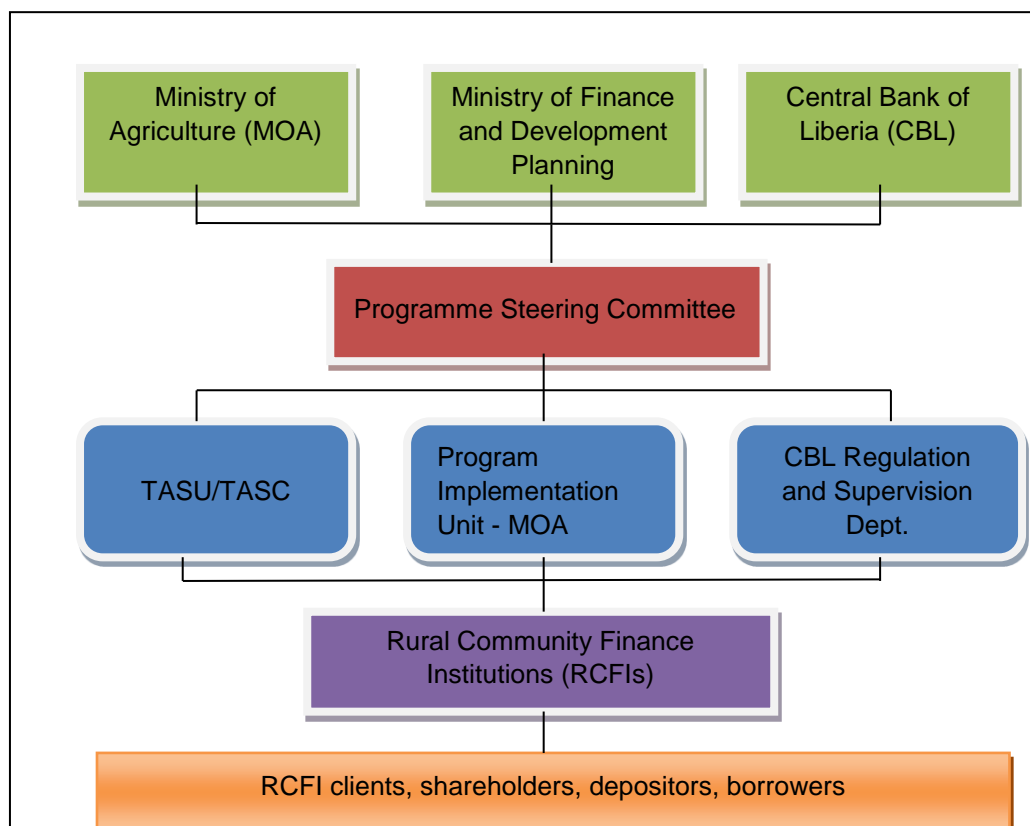 Ministry of
Agriculture (MOA)
Ministry of Finance
and Development
Planning
Central Bank of
Liberia (CBL)
Programme Steering Committee
TASU/TASC
Program
Implementation
Unit - MOA
CBL Regulation
and Supervision
Dept.
Rural Community Finance
Institutions (RCFIs)
RCFI clients, shareholders, depositors, borrowers